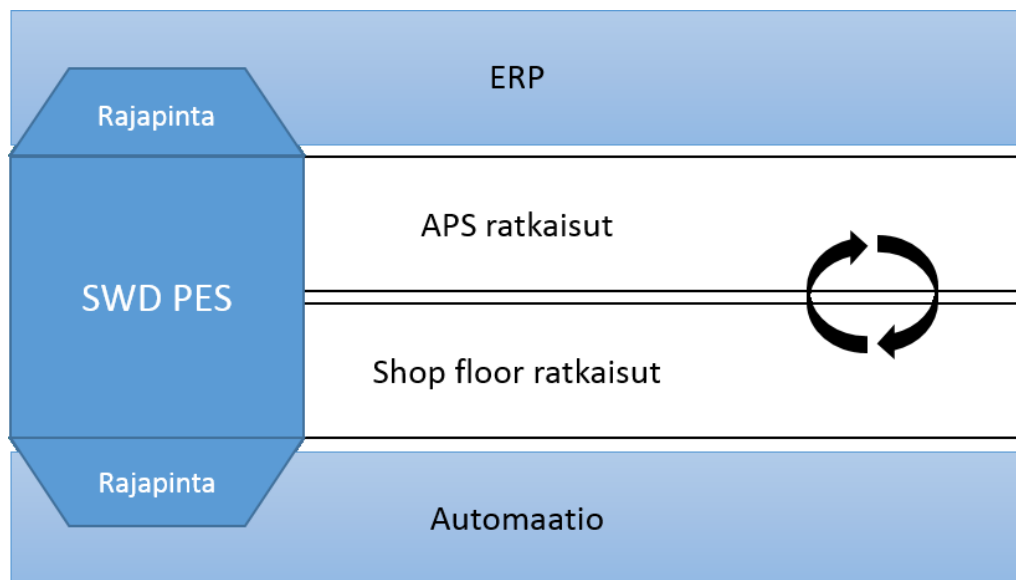 ERP
Rajapinta
APS ratkaisut
SWD PES
Shop floor ratkaisut
Rajapinta
Automaatio